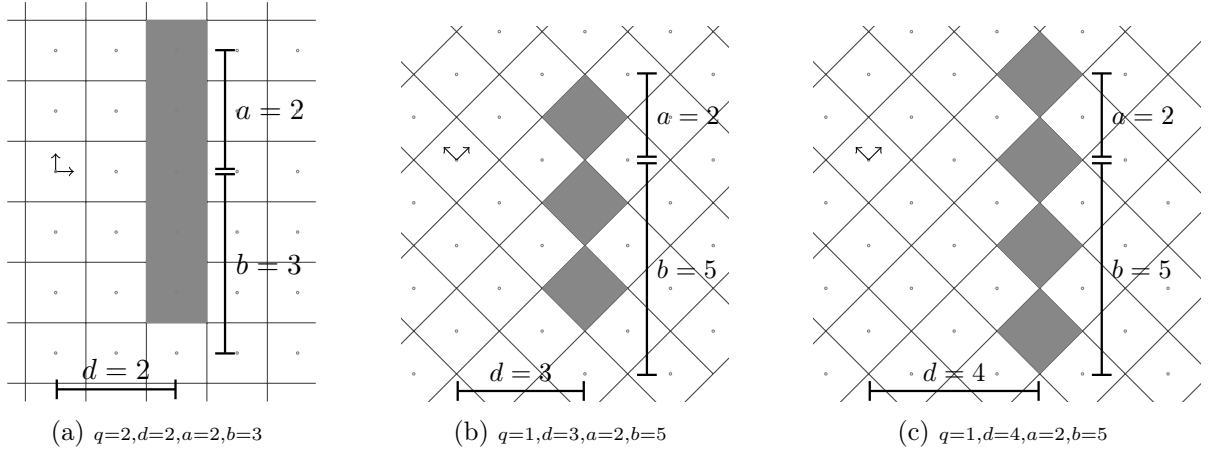 a = 2
b = 3
d = 2
(a) q=2,d=2,a=2,b=3
a = 2
b = 5
d = 3
(b) q=1,d=3,a=2,b=5
a = 2
b = 5
d = 4
(c) q=1,d=4,a=2,b=5